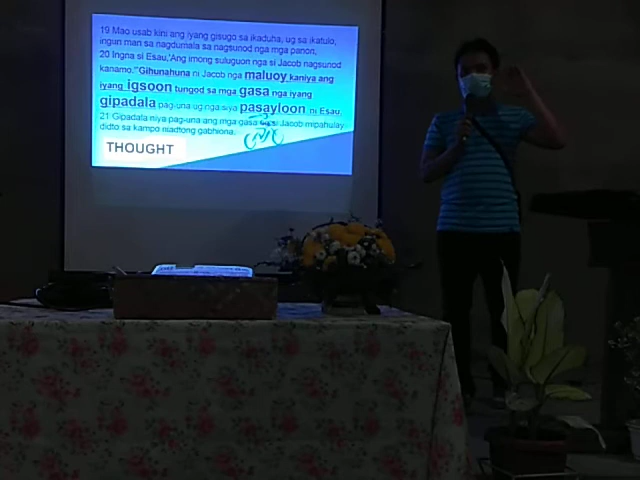 19 Mao usab kini ang iyang gisugo sa ikaduha, ug sa ikatulo,
ingun man sa nagdumala sa nagsunod nga mga panon,
20 Ingna si Esau,'Ang imong suluguon nga si Jacob nagsunod
kanamo.'"Gihunahuna ni Jacob nga maluoy kaniya ang
iyang igsoon tungod sa mga gasa nga iyang
gipadala pag-una ug nga siya pasayloon ni Esau.
21 Gipadala niya pag-una ang mga gasa Jacob mipahulay
didto sa kampo niadtong gabhiona.
THOUGHT